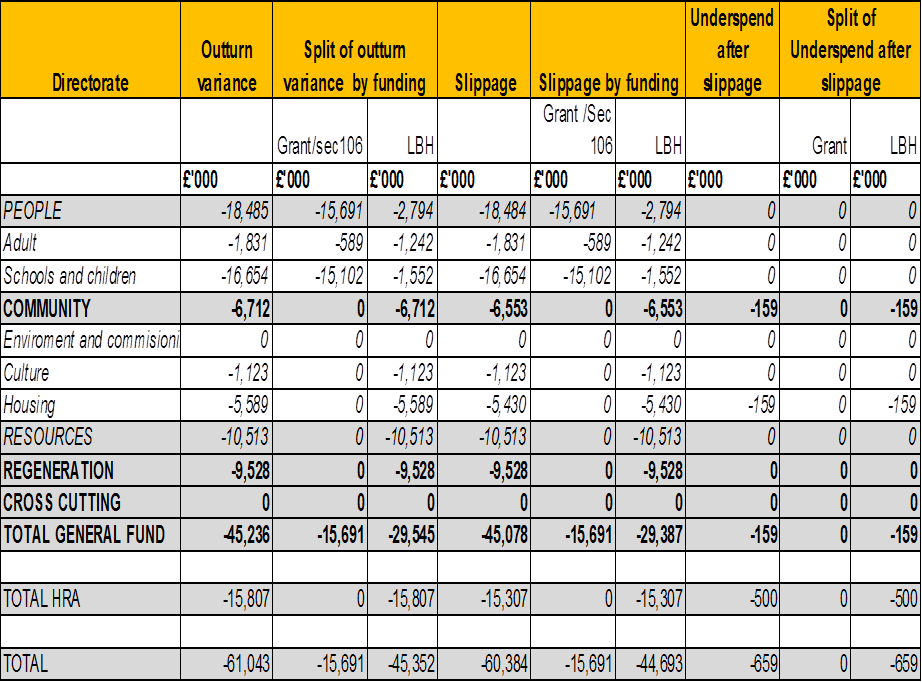 Directorate Outturn variance Split of outturn variance by funding Slippage Slippage by funding Underspend after slippage Split of Underspend after slippage
Grant/sec106 LBH Grant /Sec 106 LBH Grant LBH
£'000 £'000 £'000 £'000 £'000 £'000 £'000 £'000 £'000
PEOPLE -18,485 -15,691 -2,794 -18,484 -15,691 -2,794 0 0 0
Adult -1,831 -589 -1,242 -1,831 -589 -1,242 0 0 0
Schools and children -16,654 -15,102 -1,552 -16,654 -15,102 -1,552 0 0 0
COMMUNITY -6,712 0 -6,712 -6,553 0 -6,553 -159 0 -159
Enviroment and commisioni 0 0 0 0 0 0 0 0 0
Culture -1,123 0 -1,123 -1,123 0 -1,123 0 0 0
Housing -5,589 0 -5,589 -5,430 0 -5,430 -159 0 -159
RESOURCES -10,513 0 -10,513 -10,513 0 -10,513 0 0 0
REGENERATION -9,528 0 -9,528 -9,528 0 -9,528 0 0 0
CROSS CUTTING 0 0 0 0 0 0 0 0 0
TOTAL GENERAL FUND -45,236 -15,691 -29,545 -45,078 -15,691 -29,387 -159 0 -159
TOTAL HRA -15,807 0 -15,807 -15,307 0 -15,307 -500 0 -500
TOTAL -61,043 -15,691 -45,352 -60,384 -15,691 -44,693 -659 0 -659